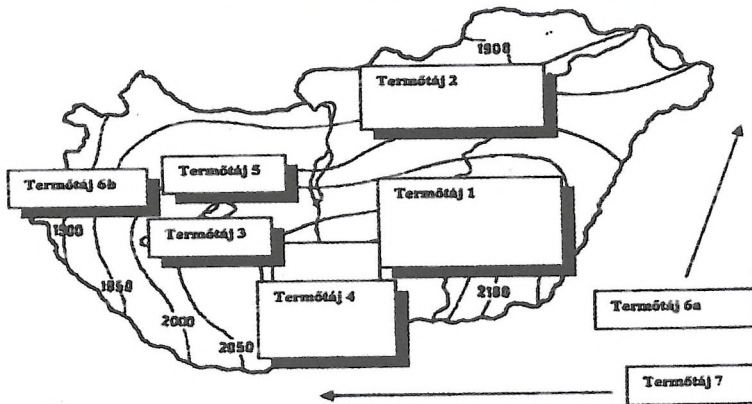 1900
Termőtáj 2
Termőtáj 5
Termőtáj 6b
Termőtáj 1
1900
Termőtáj 3
1950
Termőtáj 4
2100
2000
Termőtáj 6a
2050
Termőtáj 7